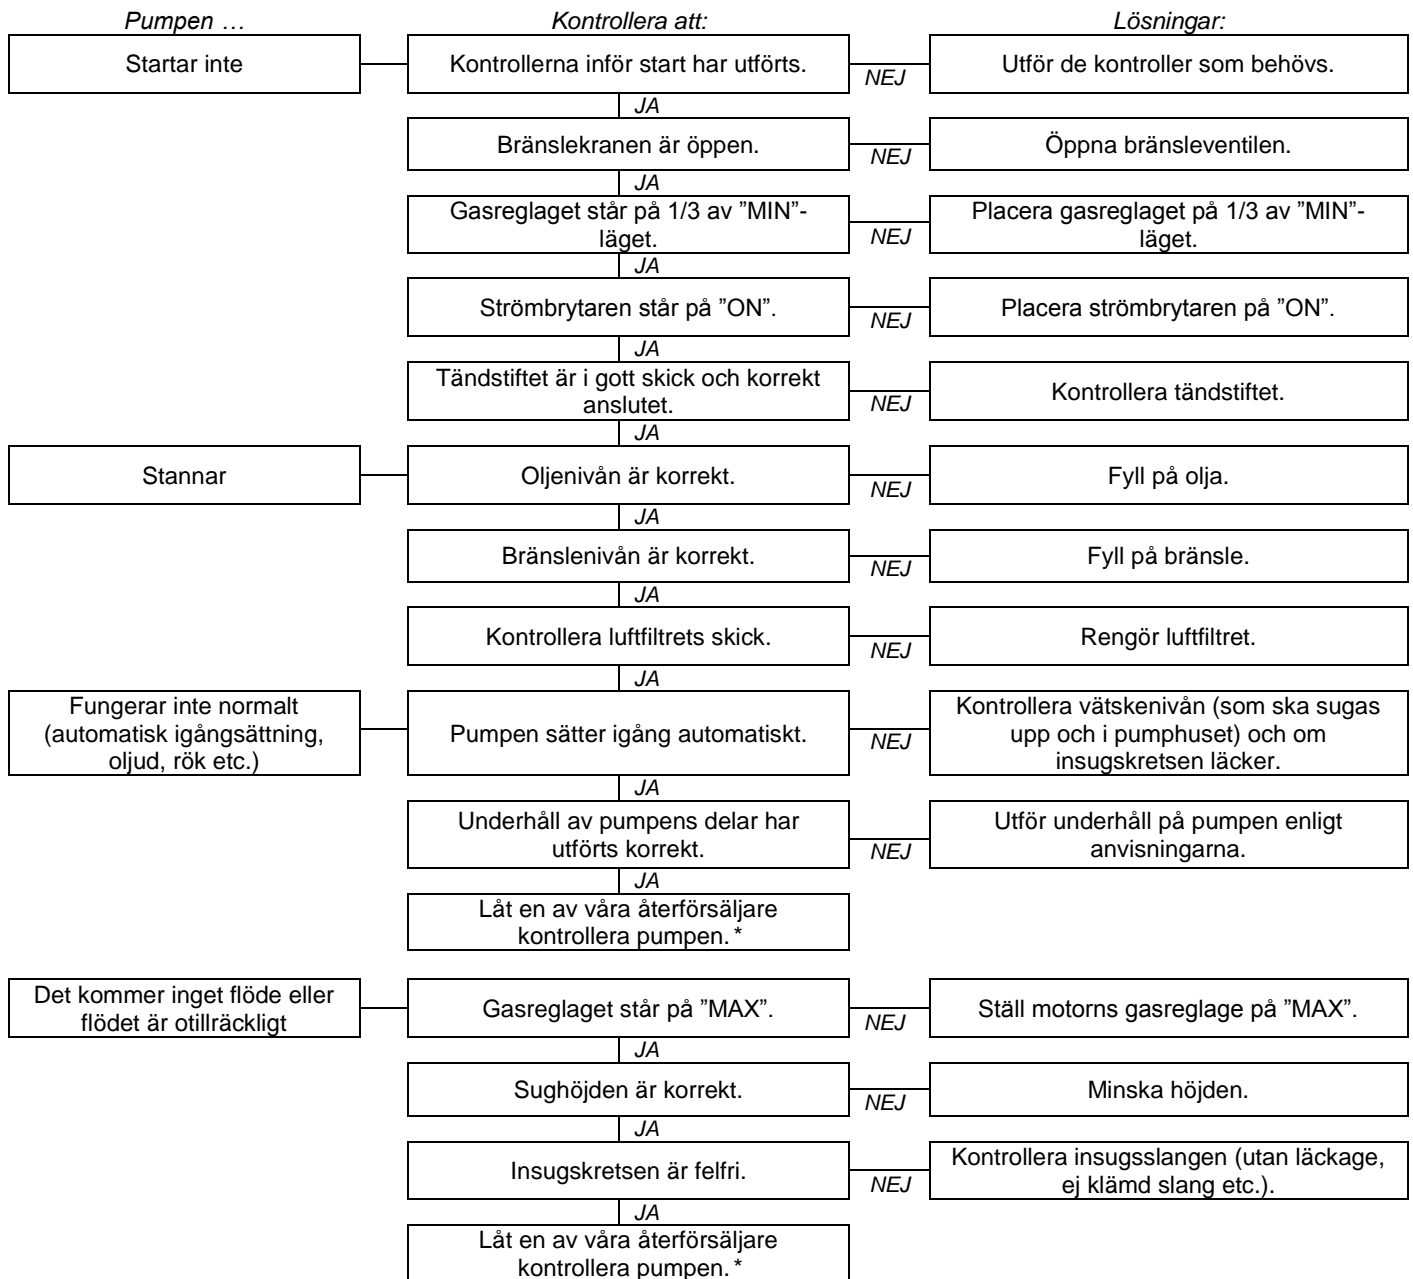 Pumpen …
Kontrollera att:
Lösningar:
Startar inte
Kontrollerna inför start har utförts.
NEJ
Utför de kontroller som behövs.
JA
Bränslekranen är öppen.
NEJ
Öppna bränsleventilen.
JA
Gasreglaget står på 1/3 av ”MIN”-
läget.
NEJ
Placera gasreglaget på 1/3 av ”MIN”-
läget.
JA
Strömbrytaren står på ”ON”.
NEJ
Placera strömbrytaren på ”ON”.
JA
Tändstiftet är i gott skick och korrekt
anslutet.
NEJ
Kontrollera tändstiftet.
JA
Stannar
Oljenivån är korrekt.
NEJ
Fyll på olja.
JA
Bränslenivån är korrekt.
NEJ
Fyll på bränsle.
JA
Kontrollera luftfiltrets skick.
NEJ
Rengör luftfiltret.
JA
Fungerar inte normalt
(automatisk igångsättning,
oljud, rök etc.)
Pumpen sätter igång automatiskt.
NEJ
Kontrollera vätskenivån (som ska sugas
upp och i pumphuset) och om
insugskretsen läcker.
JA
Underhåll av pumpens delar har
utförts korrekt.
NEJ
Utför underhåll på pumpen enligt
anvisningarna.
JA
Låt en av våra återförsäljare
kontrollera pumpen. *
Det kommer inget flöde eller
flödet är otillräckligt
Gasreglaget står på ”MAX”.
NEJ
Ställ motorns gasreglage på ”MAX”.
JA
Sughöjden är korrekt.
NEJ
Minska höjden.
JA
Insugskretsen är felfri.
NEJ
Kontrollera insugsslangen (utan läckage,
ej klämd slang etc.).
JA
Låt en av våra återförsäljare
kontrollera pumpen. *